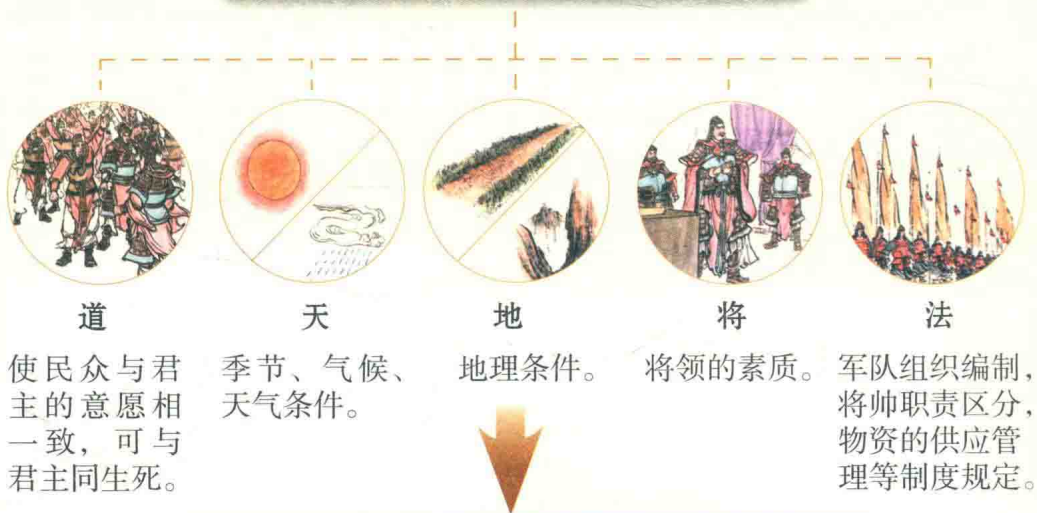 道
使民众与君
主的意愿相
一致，可与
君主同生死。
天
季节、气候、
天气条件。
地
地理条件。
将
将领的素质。
法
军队组织编制，
将帅职责区分，
物资的供应管
理等制度规定。